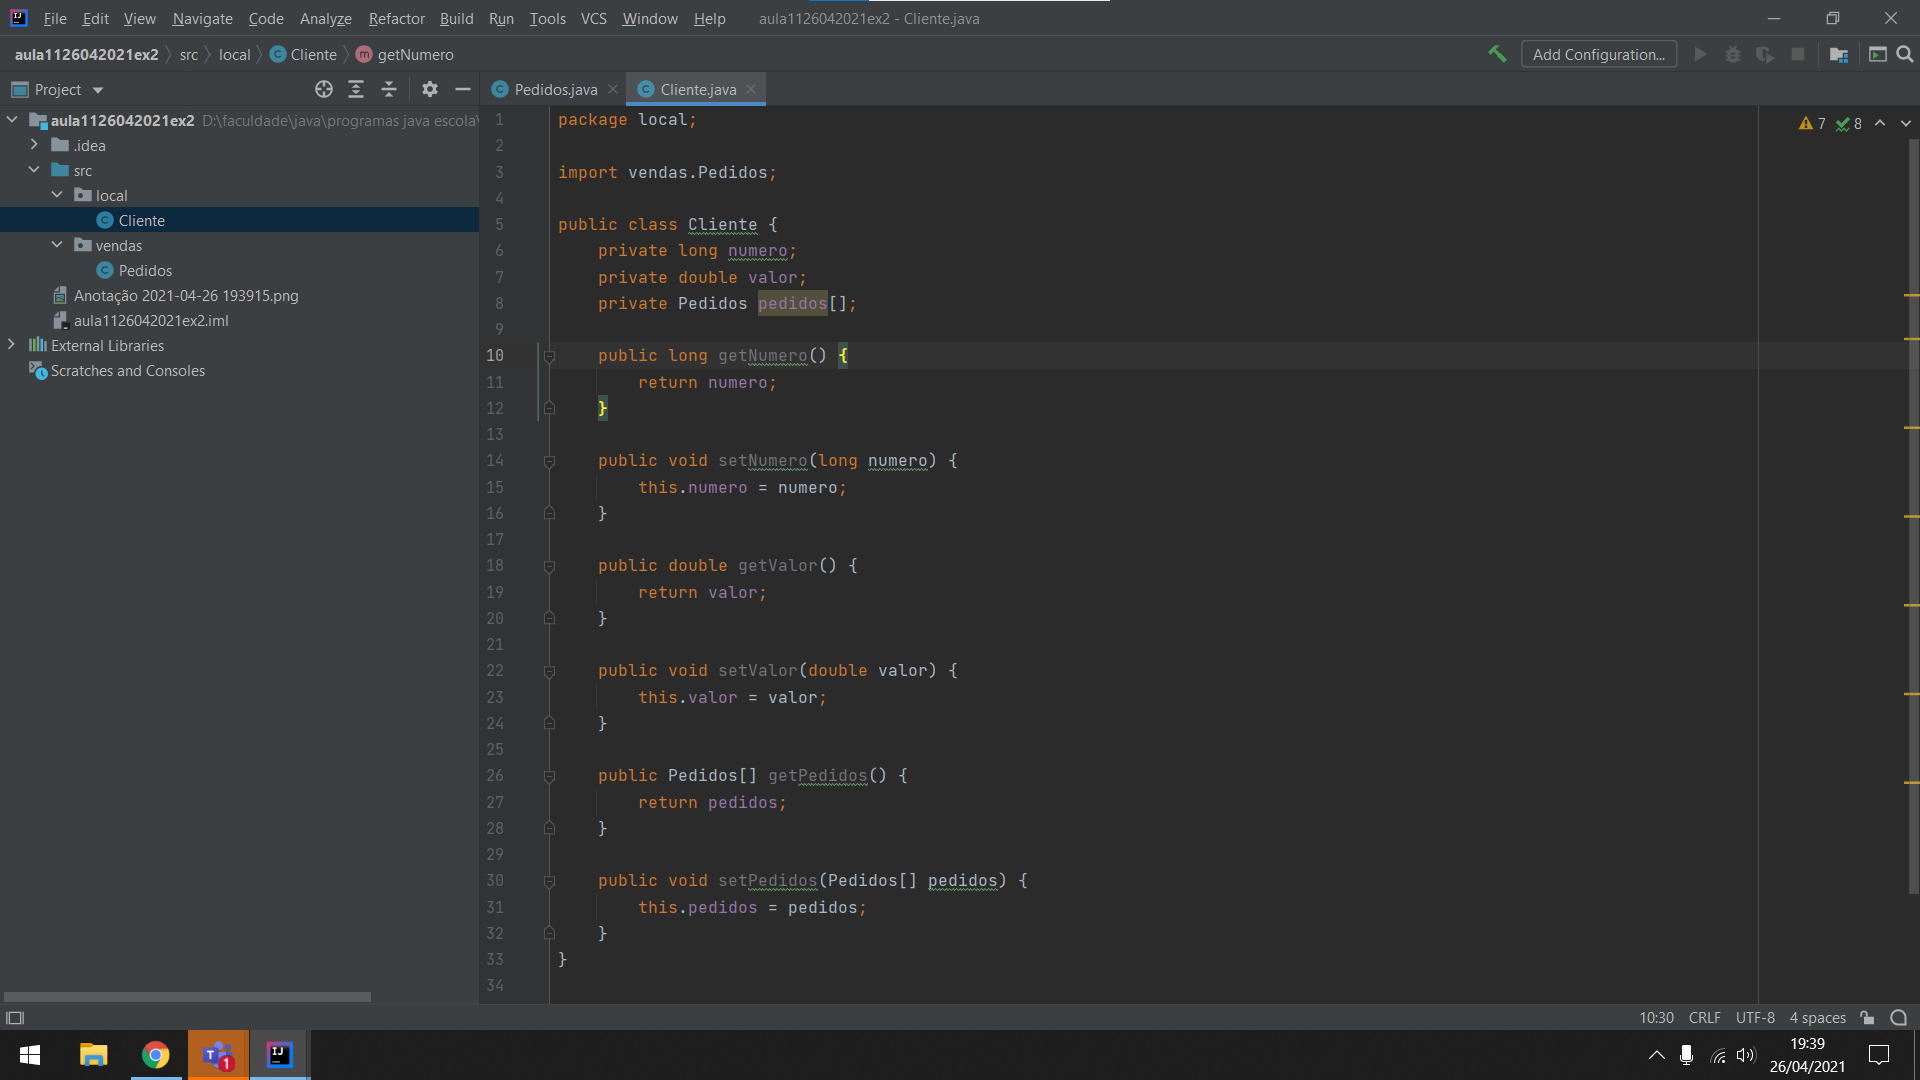 File Edit View Navigate Code Analyze Refactor Build Run Tools VCS Window Help aula1126042021ex2 - Cliente.java
aula1126042021ex2 src local Cliente getNumero
Add Configuration...
Project
Pedidos.java Cliente.java
aula1126042021ex2 D:\faculdade\java\programas java escola\
.idea
src
local
Cliente
vendas
Pedidos
Anotação 2021-04-26 193915.png
aula1126042021ex2.iml
External Libraries
Scratches and Consoles
7 8
1 package local;
2
3 import vendas.Pedidos;
4
5 public class Cliente {
6 private long numero;
7 private double valor;
8 private Pedidos pedidos[];
9
10 public long getNumero() {
11 return numero;
12 }
13
14 public void setNumero(long numero) {
15 this.numero = numero;
16 }
17
18 public double getValor() {
19 return valor;
20 }
21
22 public void setValor(double valor) {
23 this.valor = valor;
24 }
25
26 public Pedidos[] getPedidos() {
27 return pedidos;
28 }
29
30 public void setPedidos(Pedidos[] pedidos) {
31 this.pedidos = pedidos;
32 }
33 }
34
10:30 CRLF UTF-8 4 spaces
T 1
IJ
19:39
26/04/2021